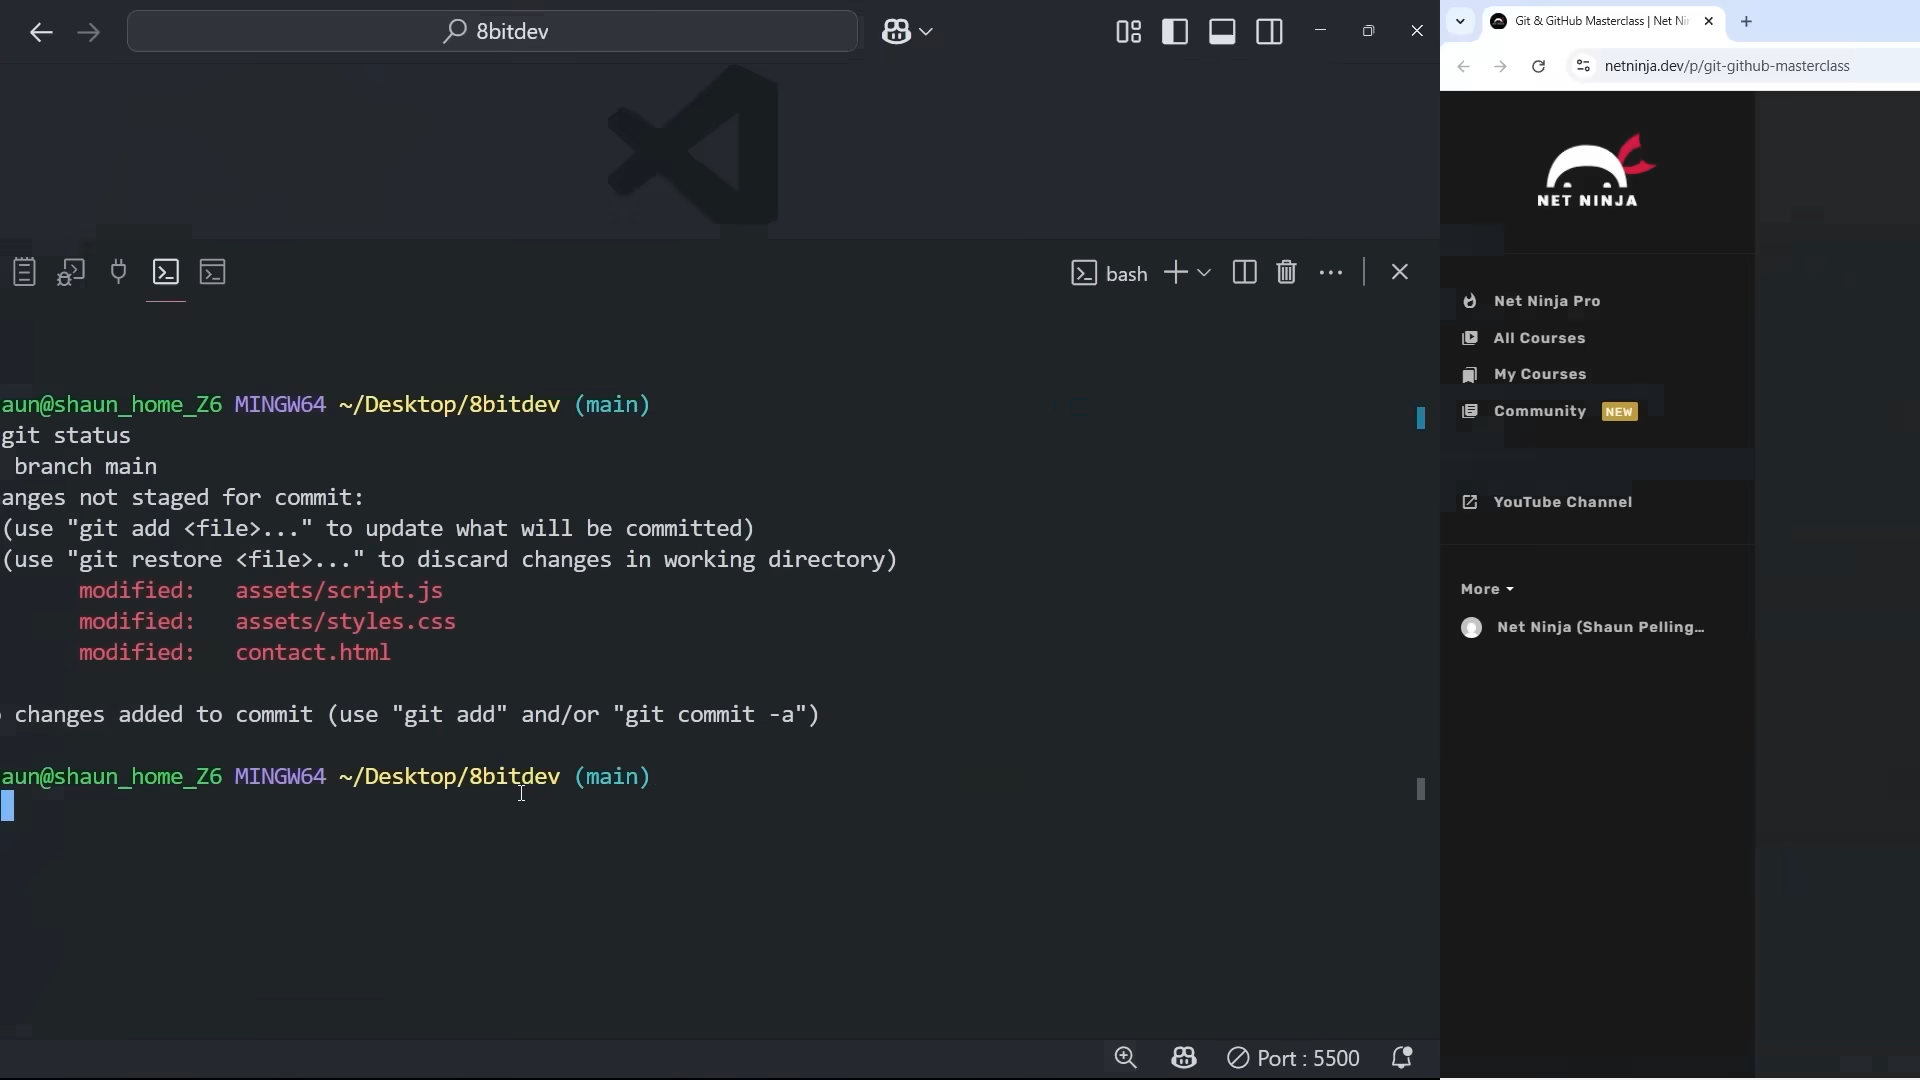 8bitdev
bash
aun@shaun_home_Z6 MINGW64 ~/Desktop/8bitdev (main)
git status
branch main
anges not staged for commit:
(use "git add <file>..." to update what will be committed)
(use "git restore <file>..." to discard changes in working directory)
modified: assets/script.js
modified: assets/styles.css
modified: contact.html
changes added to commit (use "git add" and/or "git commit -a")
aun@shaun_home_Z6 MINGW64 ~/Desktop/8bitdev (main)
Port : 5500
Git & GitHub Masterclass | Net Ni
netninja.dev/p/git-github-masterclass
NET NINJA
Net Ninja Pro
All Courses
My Courses
Community NEW
YouTube Channel
More
Net Ninja (Shaun Pelling...